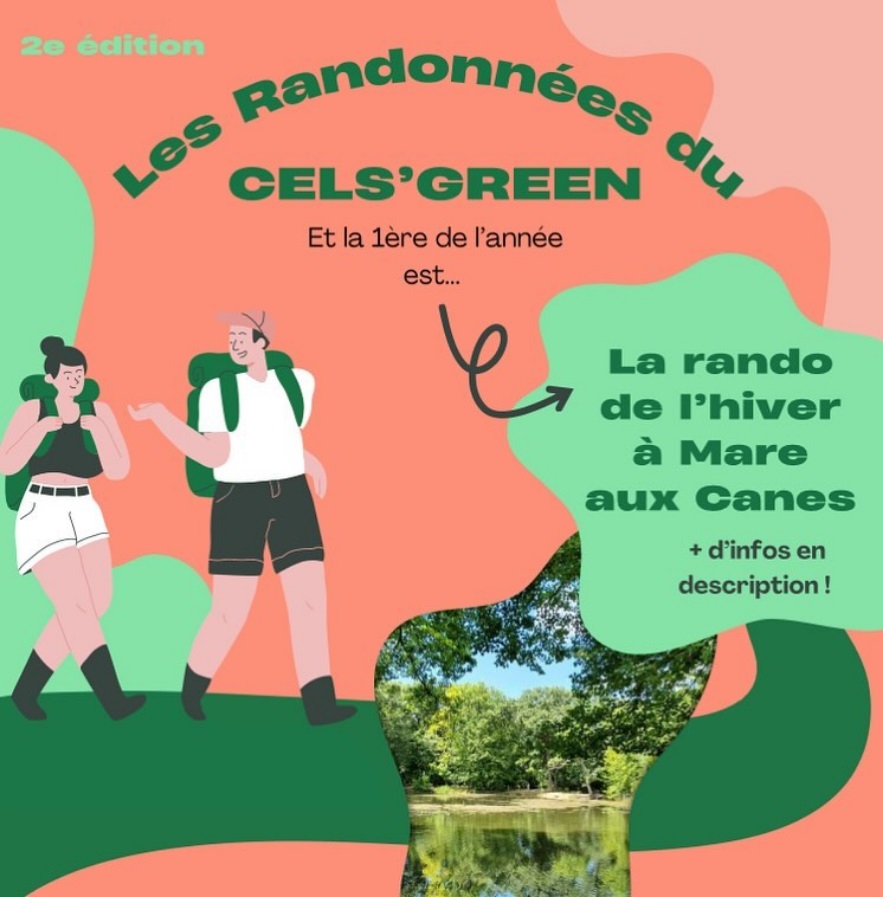 2e édition
Les Randonnées du
CELS'GREEN
Et la 1ère de l'année
est...
La rando
de l'hiver
à Mare
aux Canes
+ d'infos en
description !